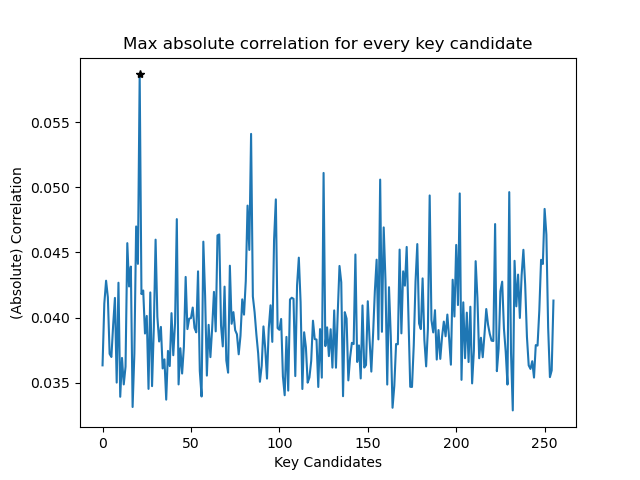 Max absolute correlation for every key candidate
(Absolute) Correlation
0.055
0.050
0.045
0.040
0.035
0 50 100 150 200 250
Key Candidates